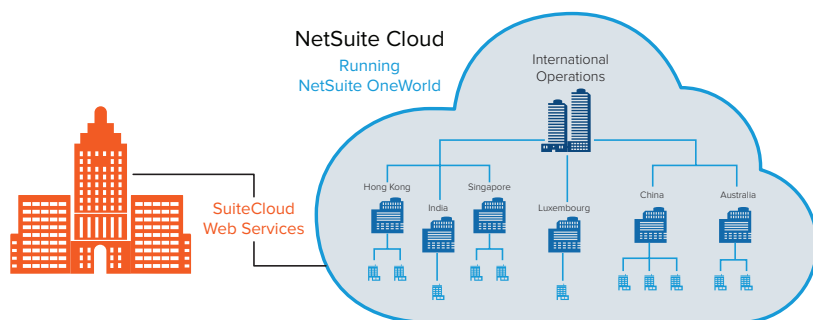 NetSuite Cloud
Running
NetSuite OneWorld
International
Operations
Hong Kong
Singapore
India
Luxembourg
China
Australia
SuiteCloud
Web Services